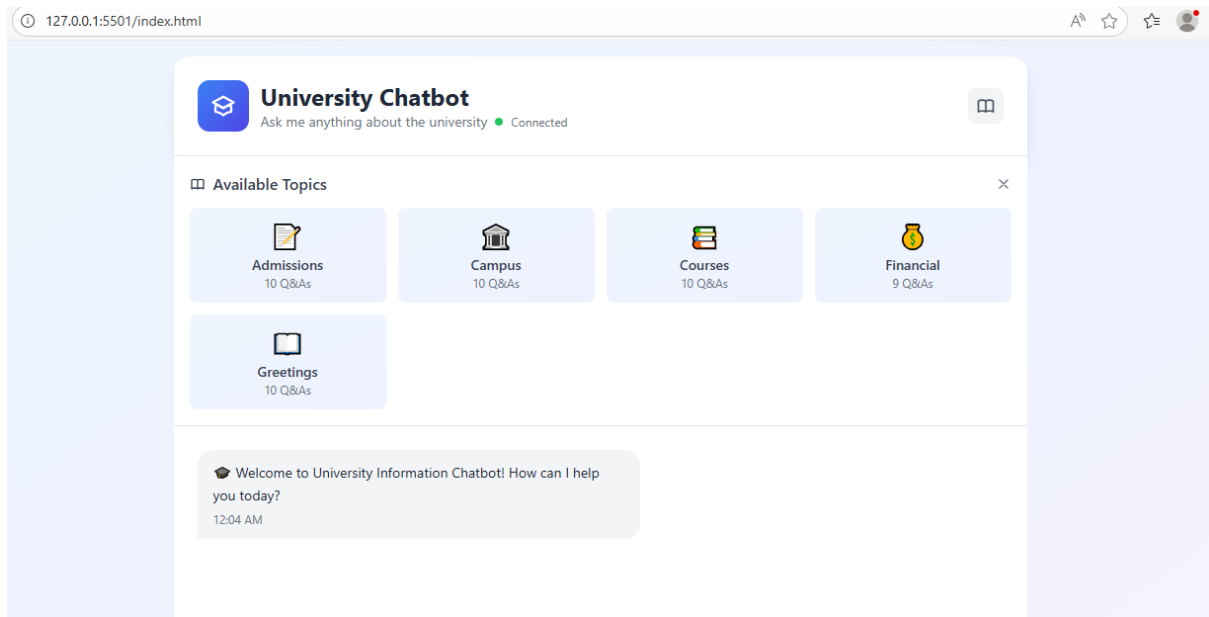 127.0.0.1:5501/index.html
University Chatbot
Ask me anything about the university Connected
Available Topics
Admissions
10 Q&As
Campus
10 Q&As
Courses
10 Q&As
Financial
9 Q&As
Greetings
10 Q&As
🎓 Welcome to University Information Chatbot! How can I help
you today?
12:04 AM